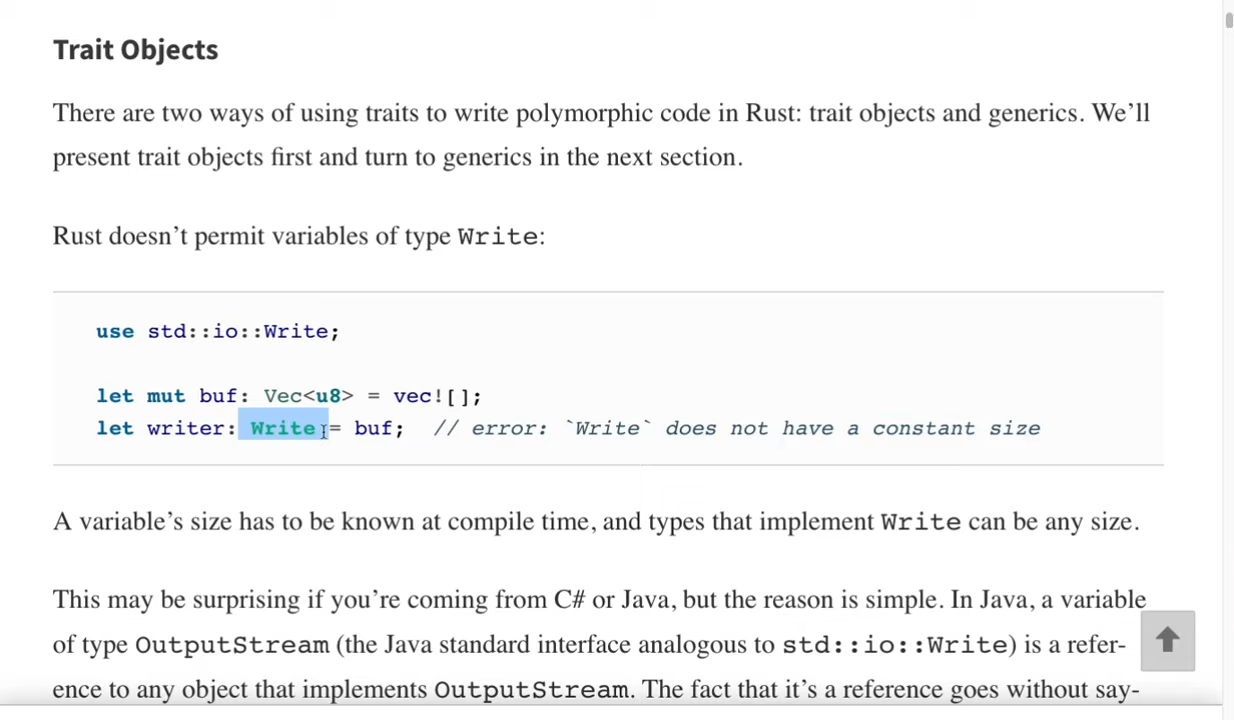 Trait Objects
There are two ways of using traits to write polymorphic code in Rust: trait objects and generics. We’ll
present trait objects first and turn to generics in the next section.
Rust doesn’t permit variables of type Write:
use std::io::Write;
let mut buf: Vec<u8> = vec![];
let writer: Write = buf;  // error: `Write` does not have a constant size
A variable’s size has to be known at compile time, and types that implement Write can be any size.
This may be surprising if you’re coming from C# or Java, but the reason is simple. In Java, a variable
of type OutputStream (the Java standard interface analogous to std::io::Write) is a refer-
ence to any object that implements OutputStream. The fact that it’s a reference goes without say-